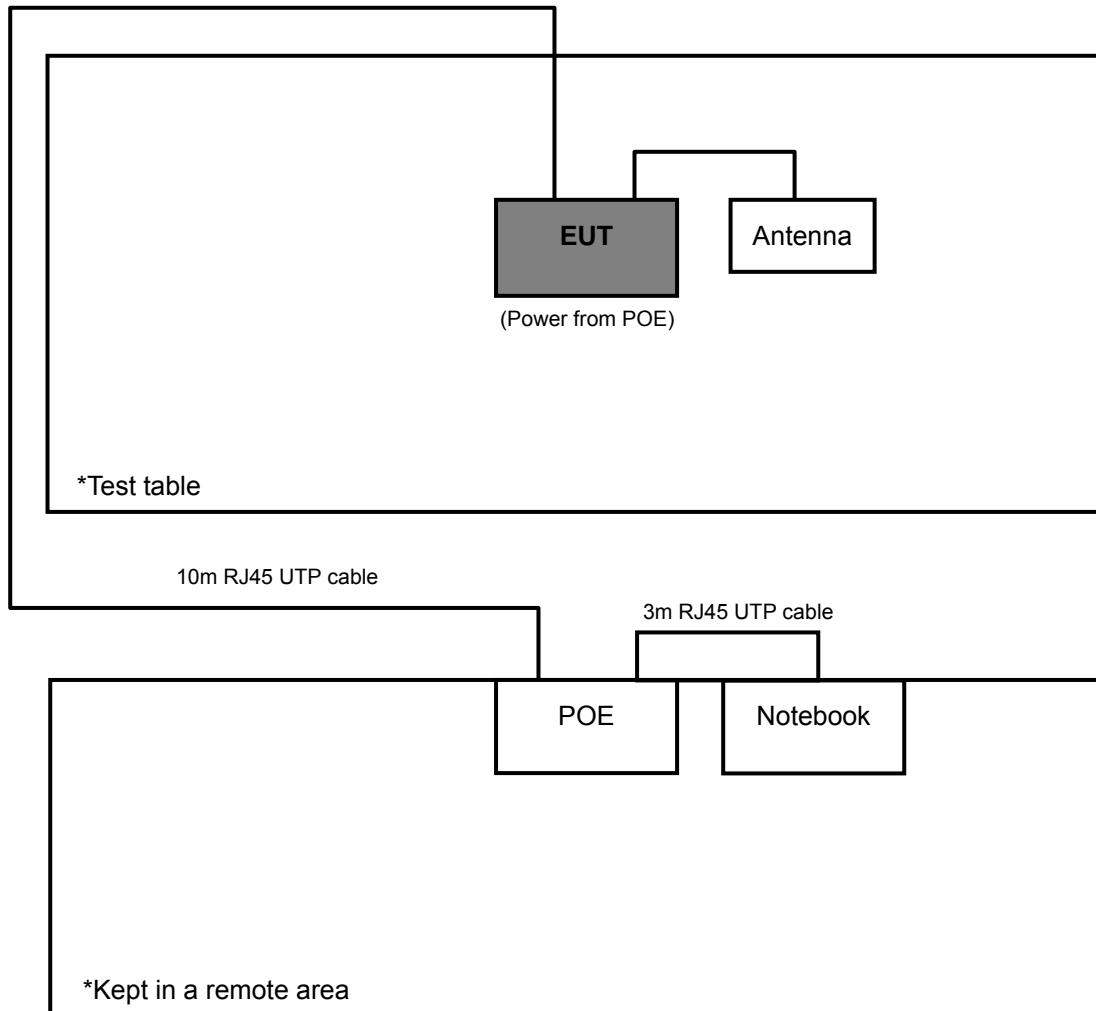 EUT
Antenna
(Power from POE)
*Test table
10m RJ45 UTP cable
3m RJ45 UTP cable
POE
Notebook
*Kept in a remote area